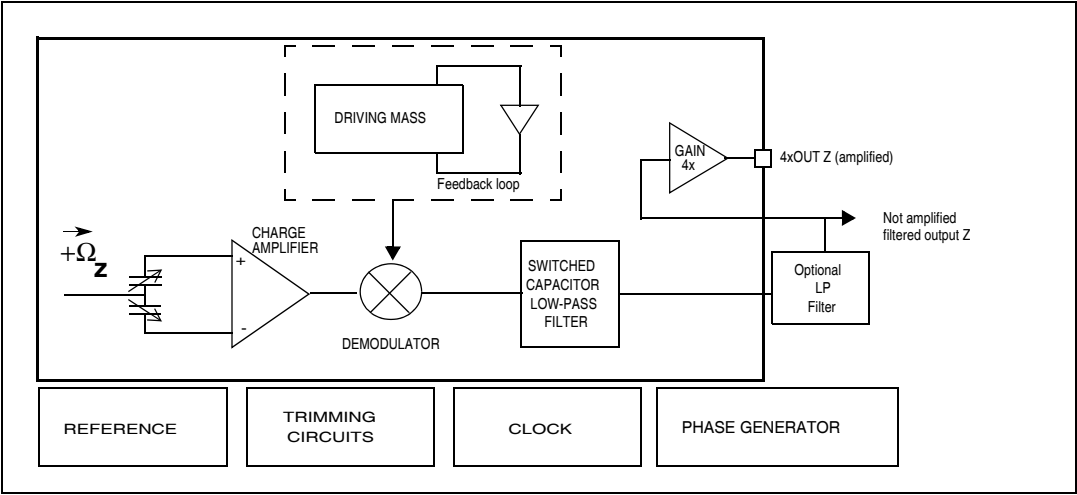 DRIVING MASS
Feedback loop
GAIN
4x
4xOUT Z (amplified)
Not amplified
filtered output Z
+Ω
Z
CHARGE
AMPLIFIER
+
-
DEMODULATOR
SWITCHED
CAPACITOR
LOW-PASS
FILTER
Optional
LP
Filter
REFERENCE
TRIMMING
CIRCUITS
CLOCK
PHASE GENERATOR